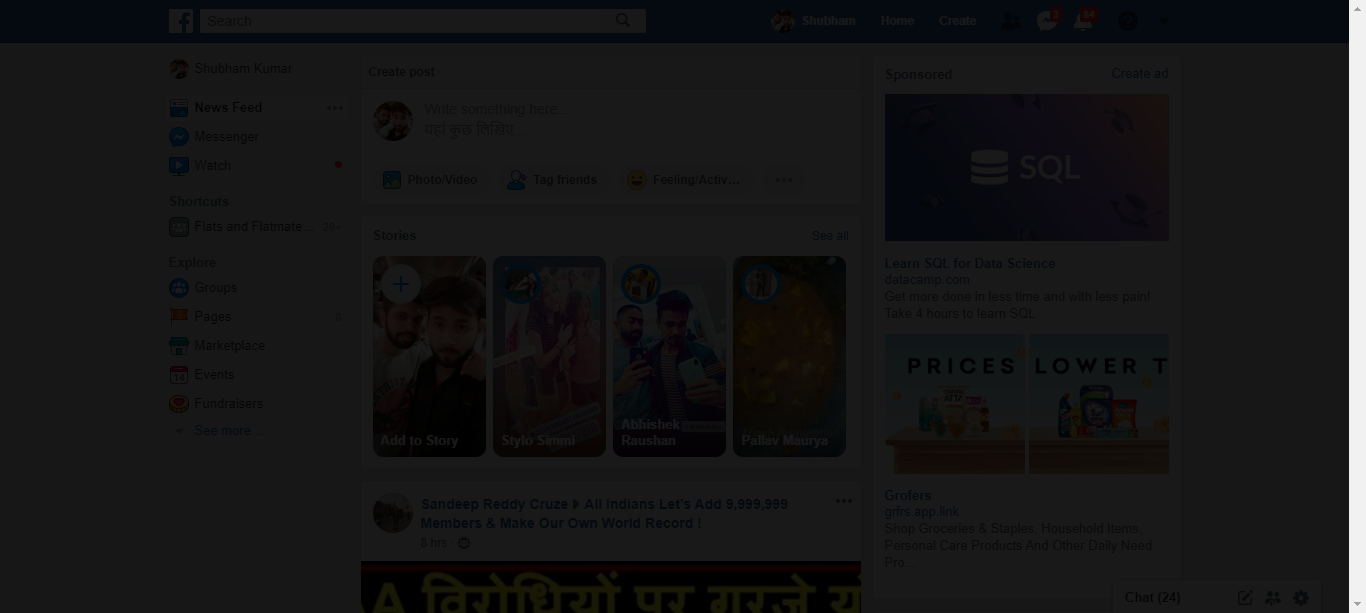 Search
Shubham
Home
Create
3
84
Shubham Kumar
News Feed
Messenger
Watch
Shortcuts
Flats and Flatmate...
20+
Explore
Groups
Pages
Marketplace
14
Events
Fundraisers
See more...
Create post
Write something here...
यहां कुछ लिखिए...
Photo/Video
Tag friends
Feeling/Activ...
Stories
See all
Add to Story
Stylo Simmi
Abhishek
Raushan
Pallav Maurya
Sandeep Reddy Cruze ▸ All Indians Let's Add 9,999,999
Members & Make Our Own World Record !
8 hrs ·
A विरोधियों पर गरजे
Sponsored
Create ad
SQL
Learn SQL for Data Science
datacamp.com
Get more done in less time and with less pain!
Take 4 hours to learn SQL
PRICES
LOWER T
ATTA
Grofers
grfrs.app.link
Shop Groceries & Staples, Household Items,
Personal Care Products And Other Daily Need
Pro...
Chat (24)